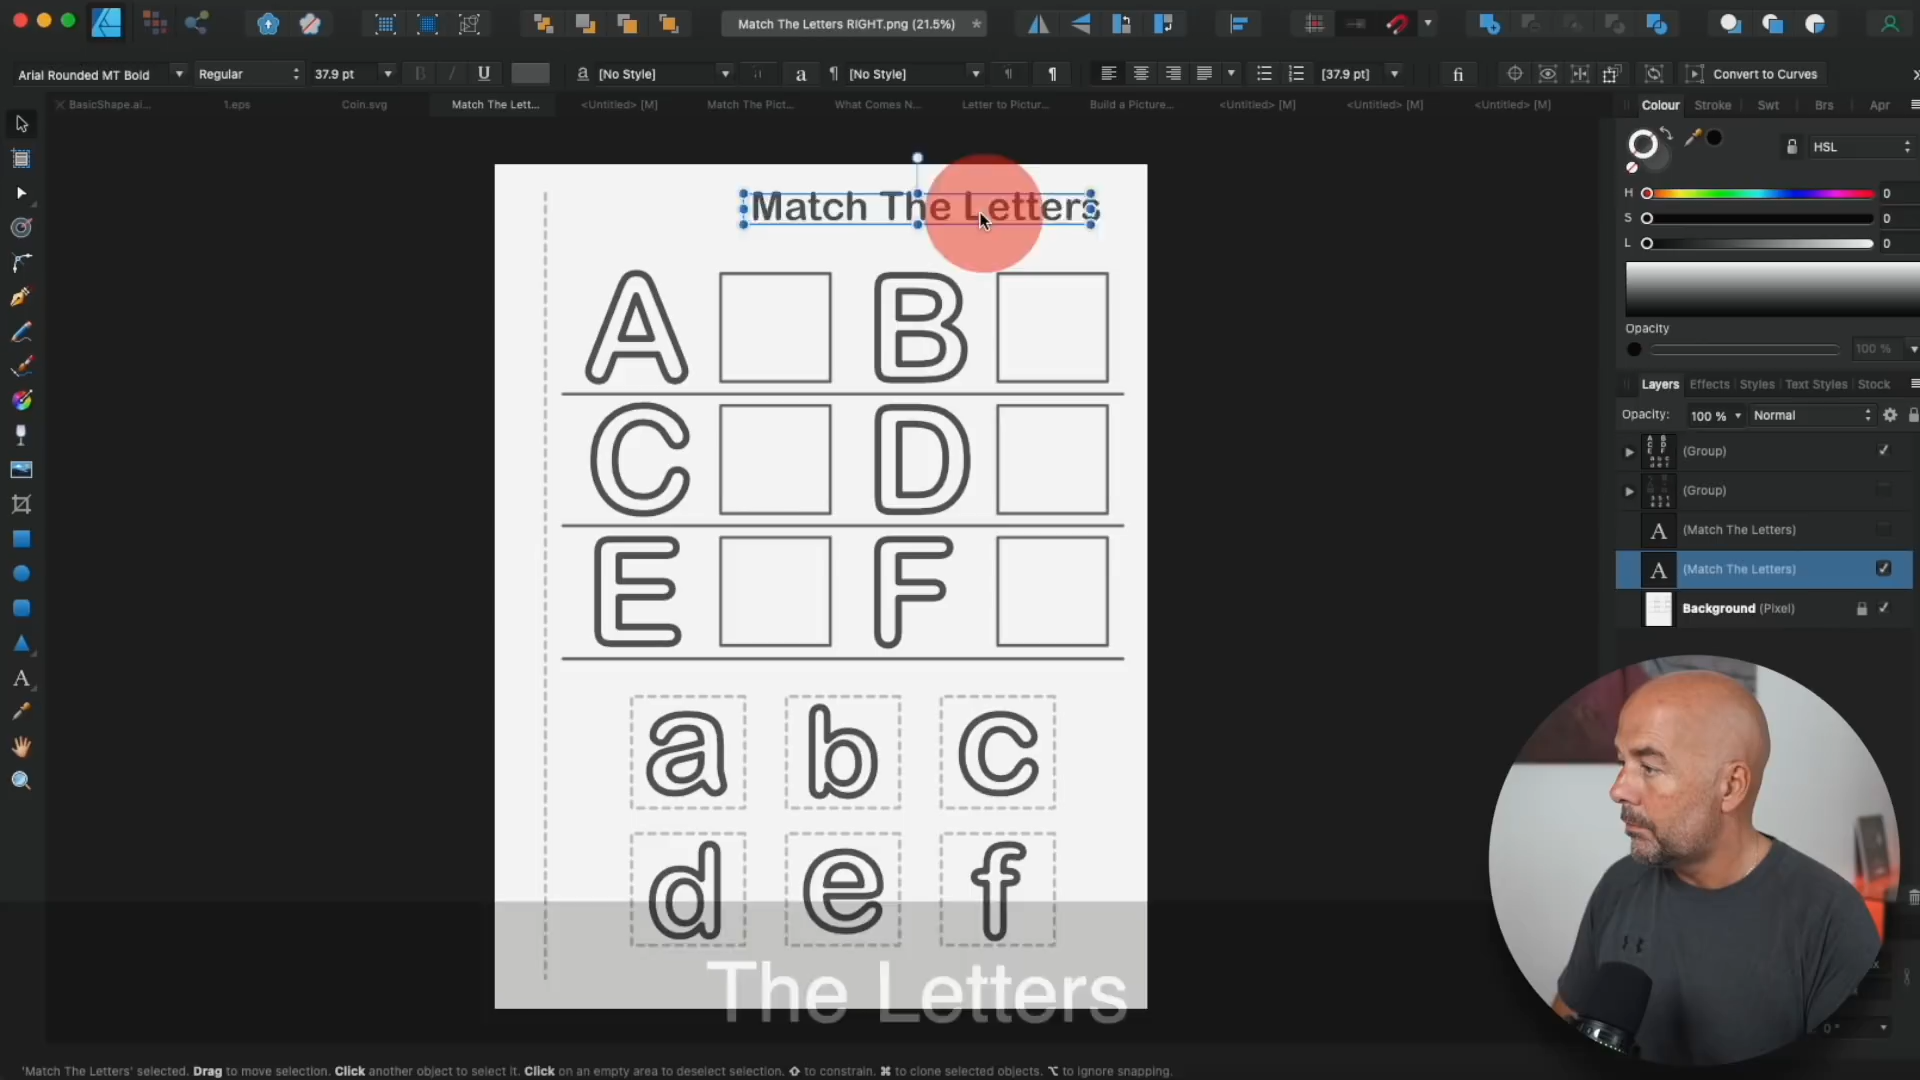 Match The Letters RIGHT.png (21.5%)
Arial Rounded MT Bold
Regular
37.9 pt
B
I
U
a [No Style]
a
[No Style]
[37.9 pt]
fi
Convert to Curves
BasicShape.ai...
1.eps
Coin.svg
Match The Lett...
<Untitled> [M]
Match The Pict...
What Comes N...
Letter to Pictur...
Build a Picture...
<Untitled> [M]
<Untitled> [M]
<Untitled> [M]
Colour
Stroke
Swt
Brs
Apr
HSL
H
0
S
0
L
0
Opacity
100 %
Layers
Effects
Styles
Text Styles
Stock
Opacity:
100 %
Normal
(Group)
(Group)
A (Match The Letters)
A (Match The Letters)
Background (Pixel)
Match The Letters
A B
C D
E F
a b c
d e f
The Letters
'Match The Letters' selected. Drag to move selection. Click another object to select it. Click on an empty area to deselect selection. ⇧ to constrain. ⌘ to clone selected objects. ⌥ to ignore snapping.